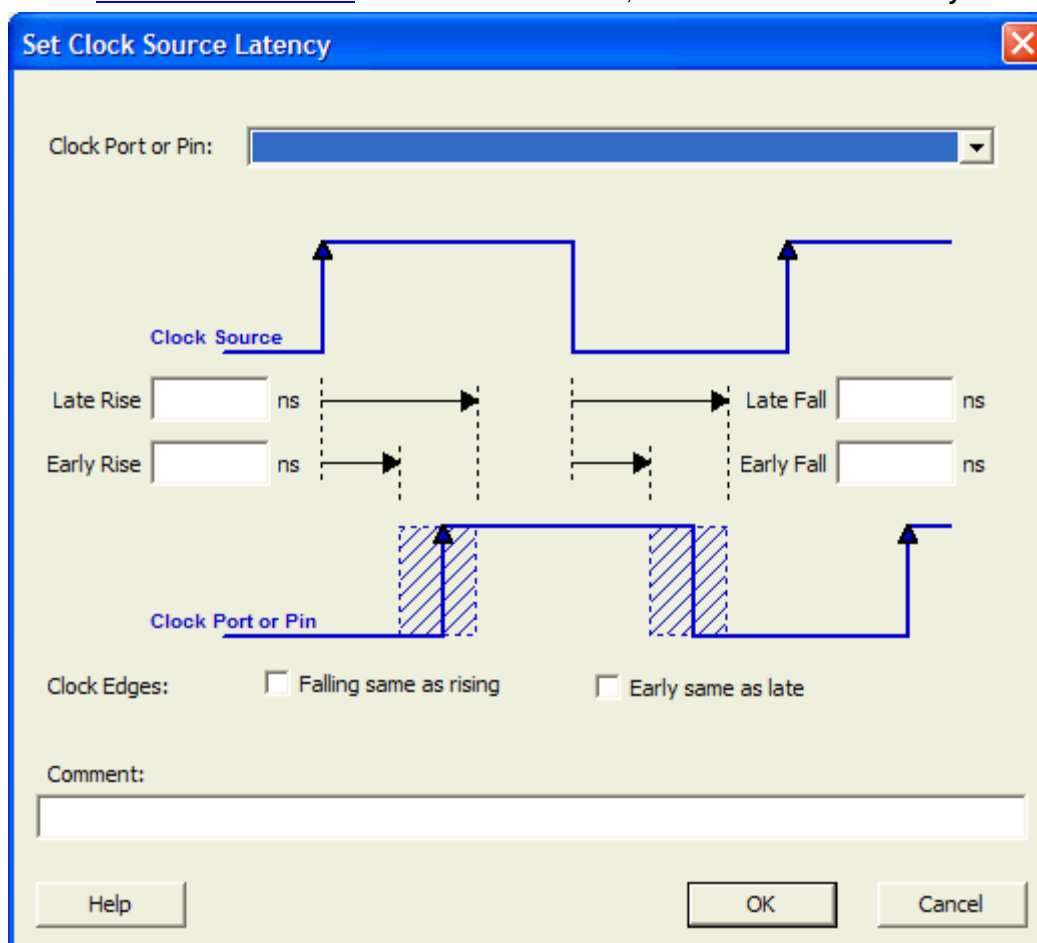 Set Clock Source Latency
Clock Port or Pin:
Clock Source
Late Rise ns Late Fall ns
Early Rise ns Early Fall ns
Clock Port or Pin
Clock Edges: Falling same as rising Early same as late
Comment:
Help OK Cancel